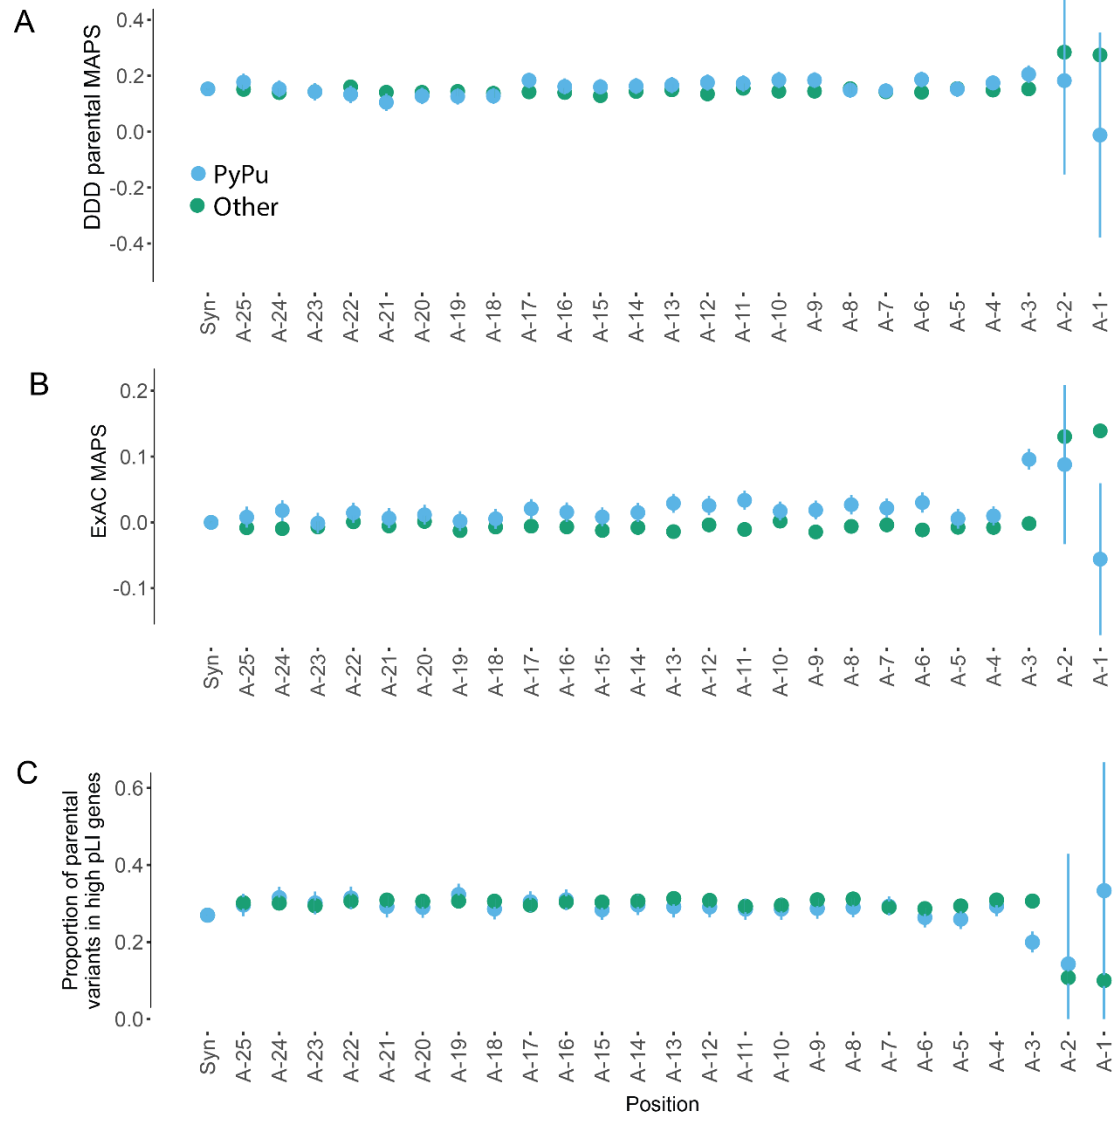 A
DDD parental MAPS
0.4
0.2
0.0
-0.2
-0.4
PyPu
Other
Syn
A-25
A-24
A-23
A-22
A-21
A-20
A-19
A-18
A-17
A-16
A-15
A-14
A-13
A-12
A-11
A-10
A-9
A-8
A-7
A-6
A-5
A-4
A-3
A-2
A-1
B
ExAC MAPS
0.2
0.1
0.0
-0.1
Syn
A-25
A-24
A-23
A-22
A-21
A-20
A-19
A-18
A-17
A-16
A-15
A-14
A-13
A-12
A-11
A-10
A-9
A-8
A-7
A-6
A-5
A-4
A-3
A-2
A-1
C
Proportion of parental
variants in high pLI genes
0.6
0.4
0.2
0.0
Syn
A-25
A-24
A-23
A-22
A-21
A-20
A-19
A-18
A-17
A-16
A-15
A-14
A-13
A-12
A-11
A-10
A-9
A-8
A-7
A-6
A-5
A-4
A-3
A-2
A-1
Position